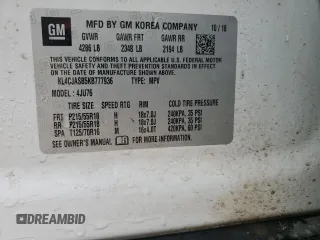 GM
MFD BY GM KOREA COMPANY 10/18
GVWR GAWR FRT GAWR RR
4286 LB 2348 LB 2194 LB
THIS VEHICLE CONFORMS TO ALL APPLICABLE U.S. FEDERAL MOTOR VEHICLE SAFETY, BUMPER, AND THEFT PREVENTION STANDARDS IN EFFECT ON THE DATE OF MANUFACTURE SHOWN ABOVE.
TYPE: MPV
MODEL: 4JU76
TIRE SIZE SPEED RTG RIM COLD TIRE PRESSURE
FRT P215/55R18 H 18x7.0J 240KPA, 35 PSI
RR P215/55R18 H 18x7.0J 240KPA, 35 PSI
SPA T125/70R16 M 16x4.0T 420KPA, 60 PSI
SEE OWNER'S MANUAL FOR MORE INFORMATION.
DREAMBID